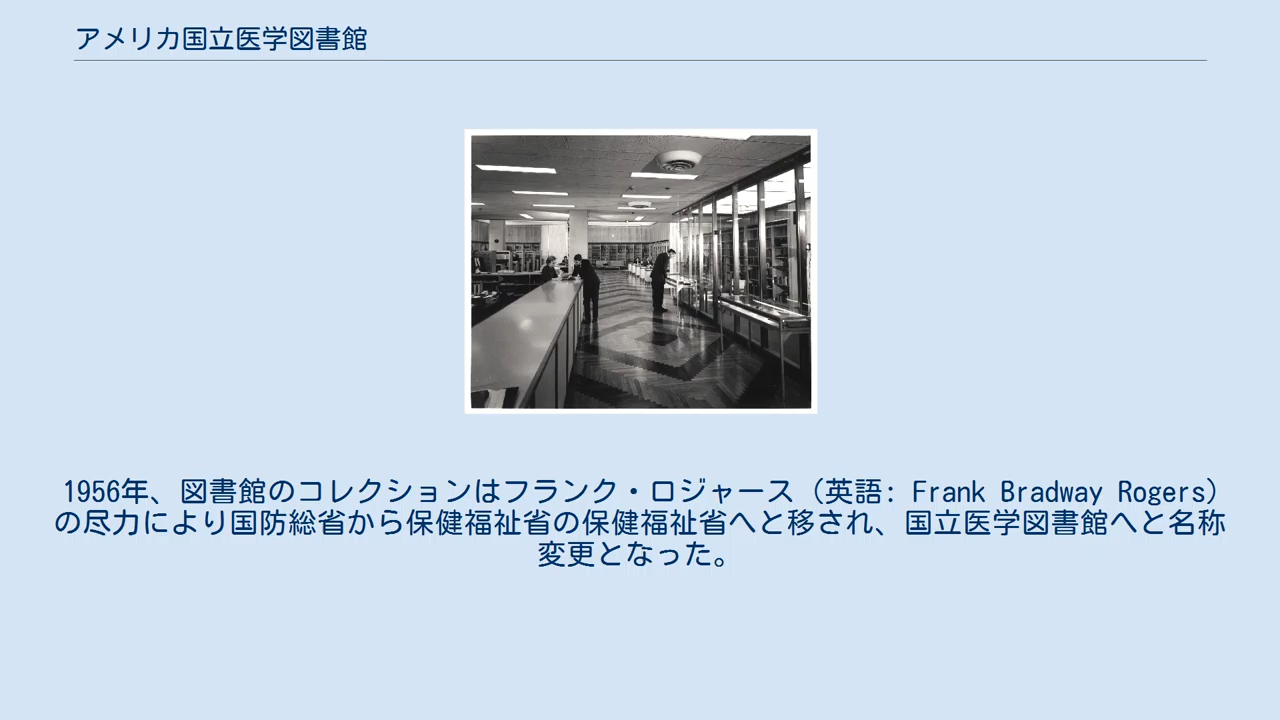 アメリカ国立医学図書館
1956年、図書館のコレクションはフランク・ロジャース（英語: Frank Bradway Rogers）
の尽力により国防総省から保健福祉省の保健福祉省へと移され、国立医学図書館へと名称
変更となった。